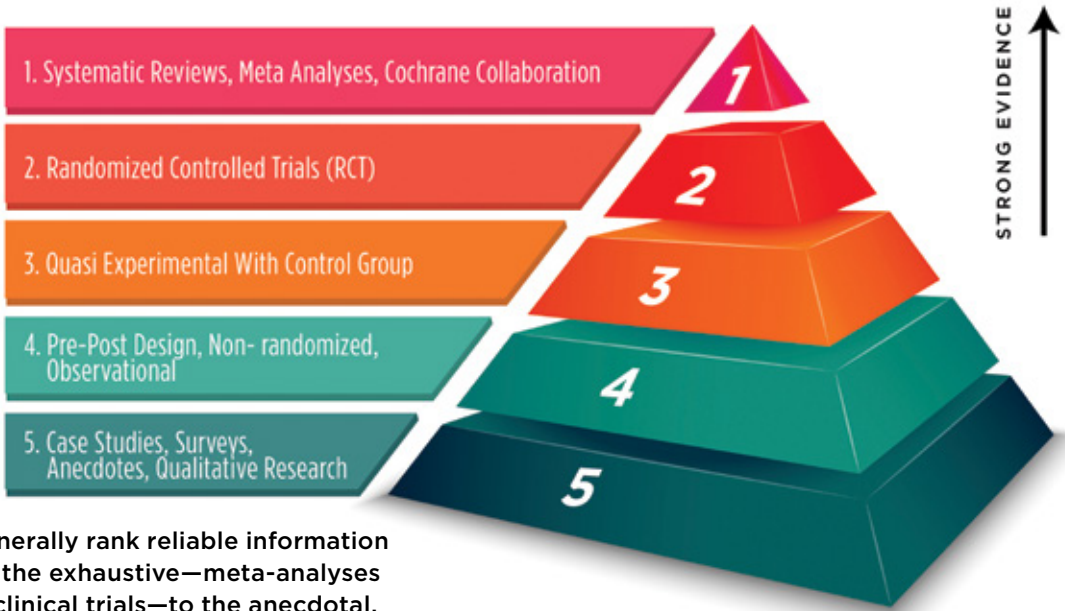 1. Systematic Reviews, Meta Analyses, Cochrane Collaboration
2. Randomized Controlled Trials (RCT)
3. Quasi Experimental With Control Group
4. Pre-Post Design, Non- randomized,
Observational
5. Case Studies, Surveys,
Anecdotes, Qualitative Research
1
2
3
4
5
STRONG EVIDENCE
nerally rank reliable information
the exhaustive—meta-analyses
clinical trials—to the anecdotal.